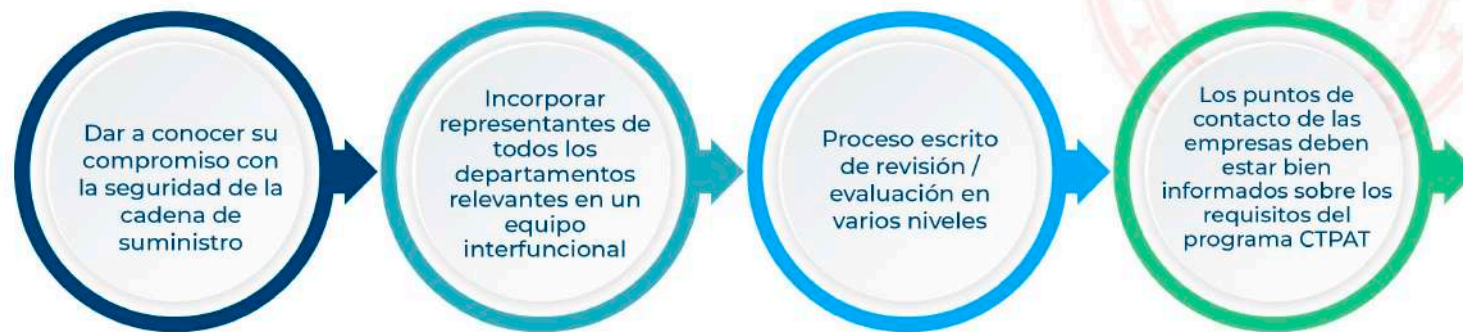 Dar a conocer su
compromiso con
la seguridad de la
cadena de
suministro
Incorporar
representantes de
todos los
departamentos
relevantes en un
equipo
interfuncional
Proceso escrito
de revisión /
evaluación en
varios niveles
Los puntos de
contacto de las
empresas deben
estar bien
informados sobre los
requisitos del
programa CTPAT